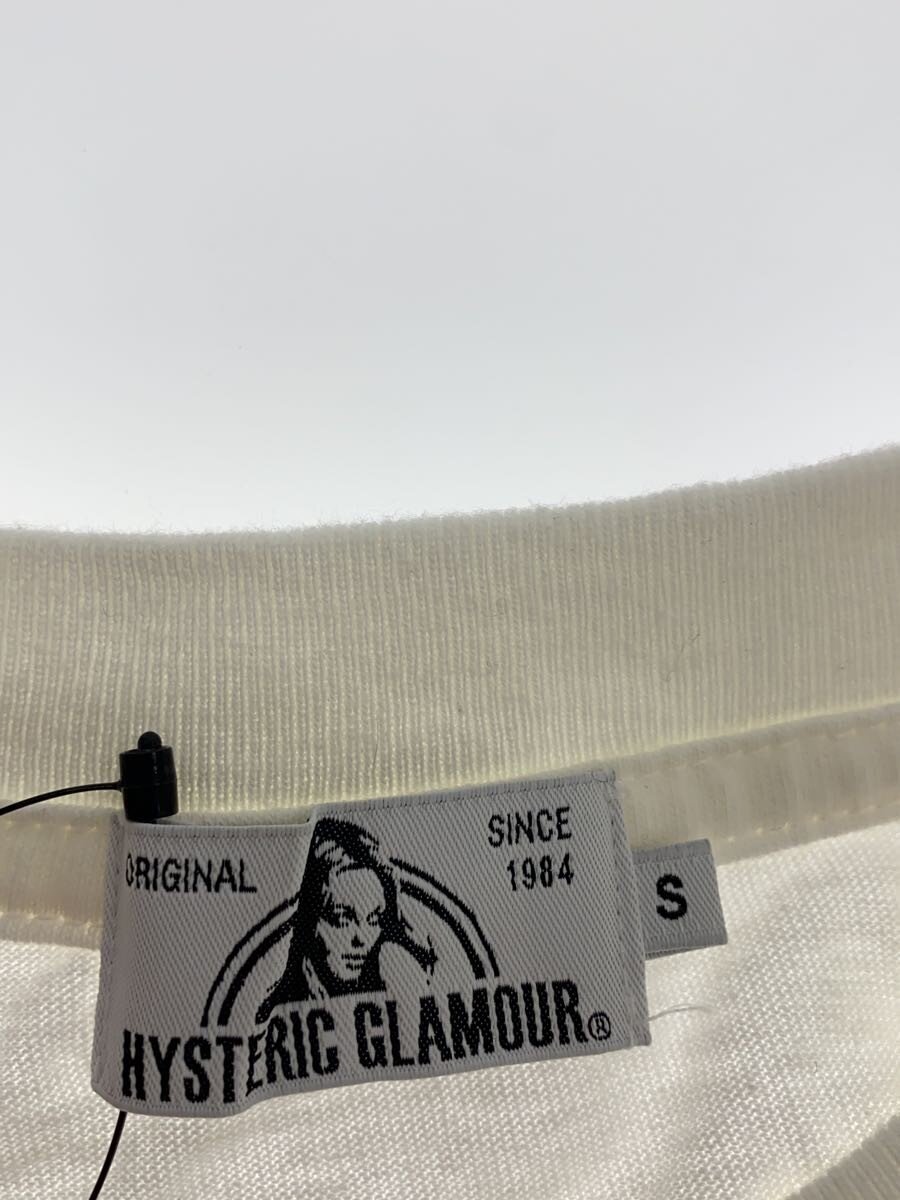 ORIGINAL
SINCE
1984
HYSTERIC GLAMOUR®
S